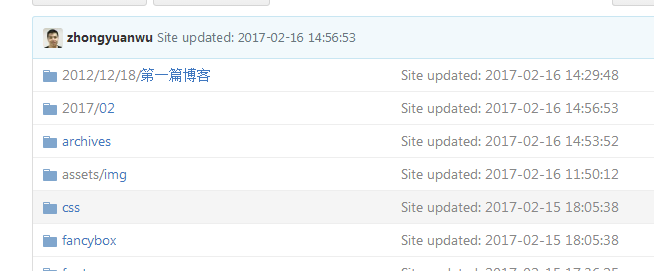 zhongyuanwu Site updated: 2017-02-16 14:56:53
2012/12/18/第一篇博客 Site updated: 2017-02-16 14:29:48
2017/02 Site updated: 2017-02-16 14:56:53
archives Site updated: 2017-02-16 14:53:52
assets/img Site updated: 2017-02-16 11:50:12
css Site updated: 2017-02-15 18:05:38
fancybox Site updated: 2017-02-15 18:05:38